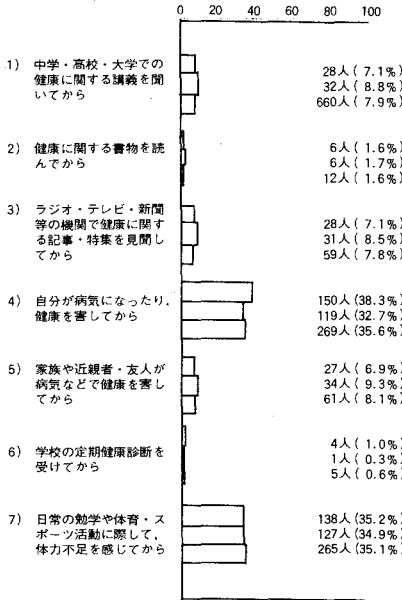 0 20 40 60 80 100
1) 中学・高校・大学での
健康に関する講義を聞
いてから
28人( 7.1%)
32人( 8.8%)
660人( 7.9%)
2) 健康に関する書物を読
んでから
6人( 1.6%)
6人( 1.7%)
12人( 1.6%)
3) ラジオ・テレビ・新聞
等の機関で健康に関す
る記事・特集を見聞し
てから
28人( 7.1%)
31人( 8.5%)
59人( 7.8%)
4) 自分が病気になったり,
健康を害してから
150人(38.3%)
119人(32.7%)
269人(35.6%)
5) 家族や近親者・友人が
病気などで健康を害し
てから
27人( 6.9%)
34人( 9.3%)
61人( 8.1%)
6) 学校の定期健康診断を
受けてから
4人( 1.0%)
1人( 0.3%)
5人( 0.6%)
7) 日常の勉学や体育・ス
ポーツ活動に際して,
体力不足を感じてから
138人(35.2%)
127人(34.9%)
265人(35.1%)